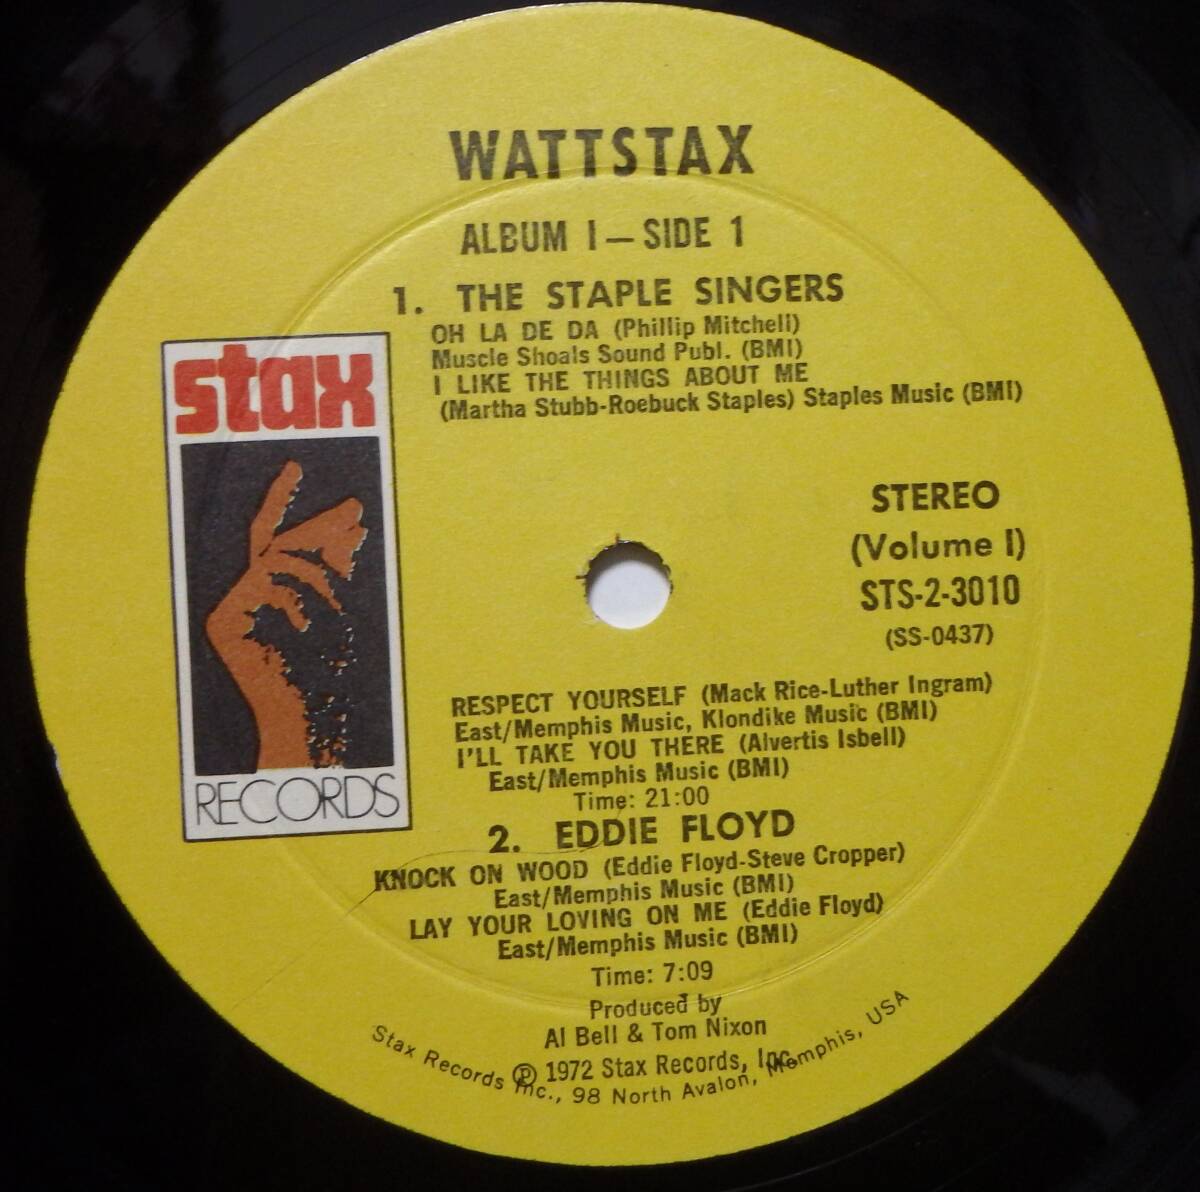 WATTSTAX
ALBUM I — SIDE 1
1. THE STAPLE SINGERS
OH LA DE DA (Phillip Mitchell)
Muscle Shoals Sound Publ. (BMI)
I LIKE THE THINGS ABOUT ME
(Martha Stubb-Roebuck Staples) Staples Music (BMI)
stax
RECORDS
STEREO
(Volume I)
STS-2-3010
(SS-0437)
RESPECT YOURSELF (Mack Rice-Luther Ingram)
East/Memphis Music, Klondike Music (BMI)
I'LL TAKE YOU THERE (Alvertis Isbell)
East/Memphis Music (BMI)
Time: 21:00
2. EDDIE FLOYD
KNOCK ON WOOD (Eddie Floyd-Steve Cropper)
East/Memphis Music (BMI)
LAY YOUR LOVING ON ME (Eddie Floyd)
East/Memphis Music (BMI)
Time: 7:09
Produced by
Al Bell & Tom Nixon
℗ 1972 Stax Records, Inc.
Stax Records Inc., 98 North Avalon, Memphis, USA